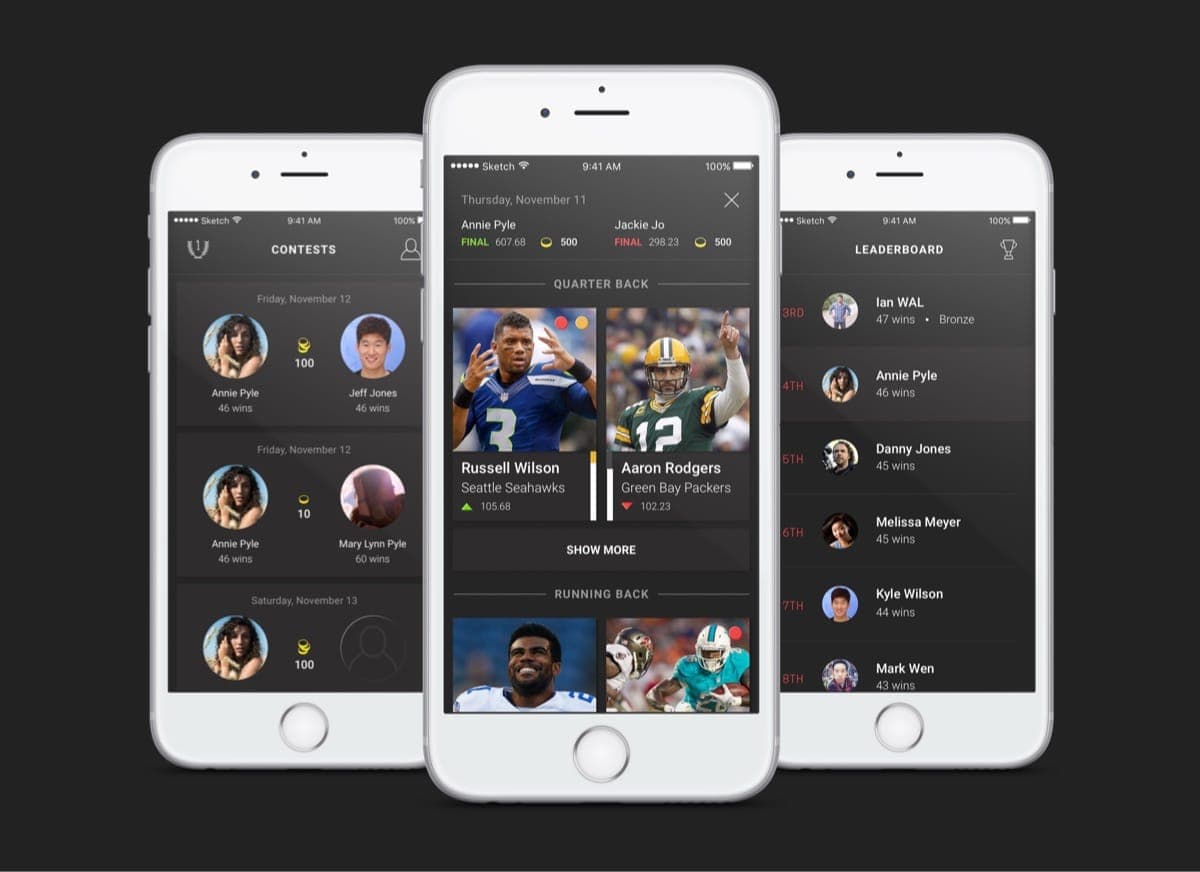 Sketch 9:41 AM 100%
CONTESTS
1
Friday, November 12
100
Annie Pyle Jeff Jones
46 wins 46 wins
Friday, November 12
10
Annie Pyle Mary Lynn Pyle
46 wins 60 wins
Saturday, November 13
100
Sketch 9:41 AM 100%
Thursday, November 11
Annie Pyle Jackie Jo
FINAL 607.68 500 FINAL 298.23 500
QUARTER BACK
3 12
Russell Wilson Aaron Rodgers
Seattle Seahawks Green Bay Packers
105.68 102.23
SHOW MORE
RUNNING BACK
Sketch 9:41 AM 100%
LEADERBOARD
3RD
Ian WAL
47 wins • Bronze
4TH
Annie Pyle
46 wins
5TH
Danny Jones
45 wins
6TH
Melissa Meyer
45 wins
7TH
Kyle Wilson
44 wins
8TH
Mark Wen
43 wins